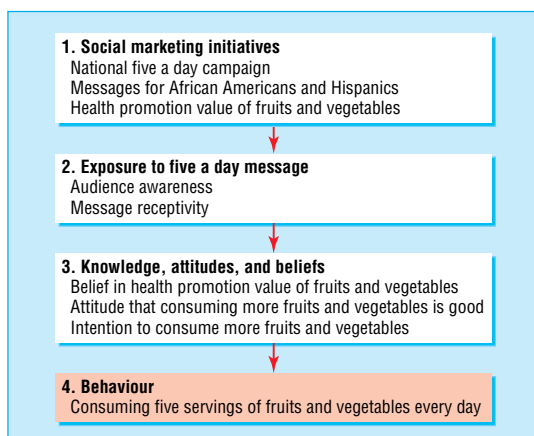 1. Social marketing initiatives
National five a day campaign
Messages for African Americans and Hispanics
Health promotion value of fruits and vegetables
2. Exposure to five a day message
Audience awareness
Message receptivity
3. Knowledge, attitudes, and beliefs
Belief in health promotion value of fruits and vegetables
Attitude that consuming more fruits and vegetables is good
Intention to consume more fruits and vegetables
4. Behaviour
Consuming five servings of fruits and vegetables every day